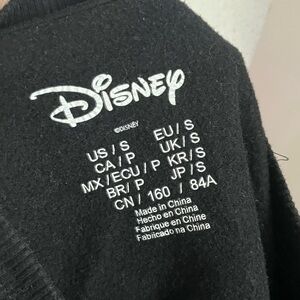 Disney
©DISNEY
US / S EU / S
CA / P UK / S
MX / ECU / P KR / S
BR / P JP / S
CN / 160 / 84A
Made in China
Hecho en China
Fabriqué en Chine
Fabricado na China